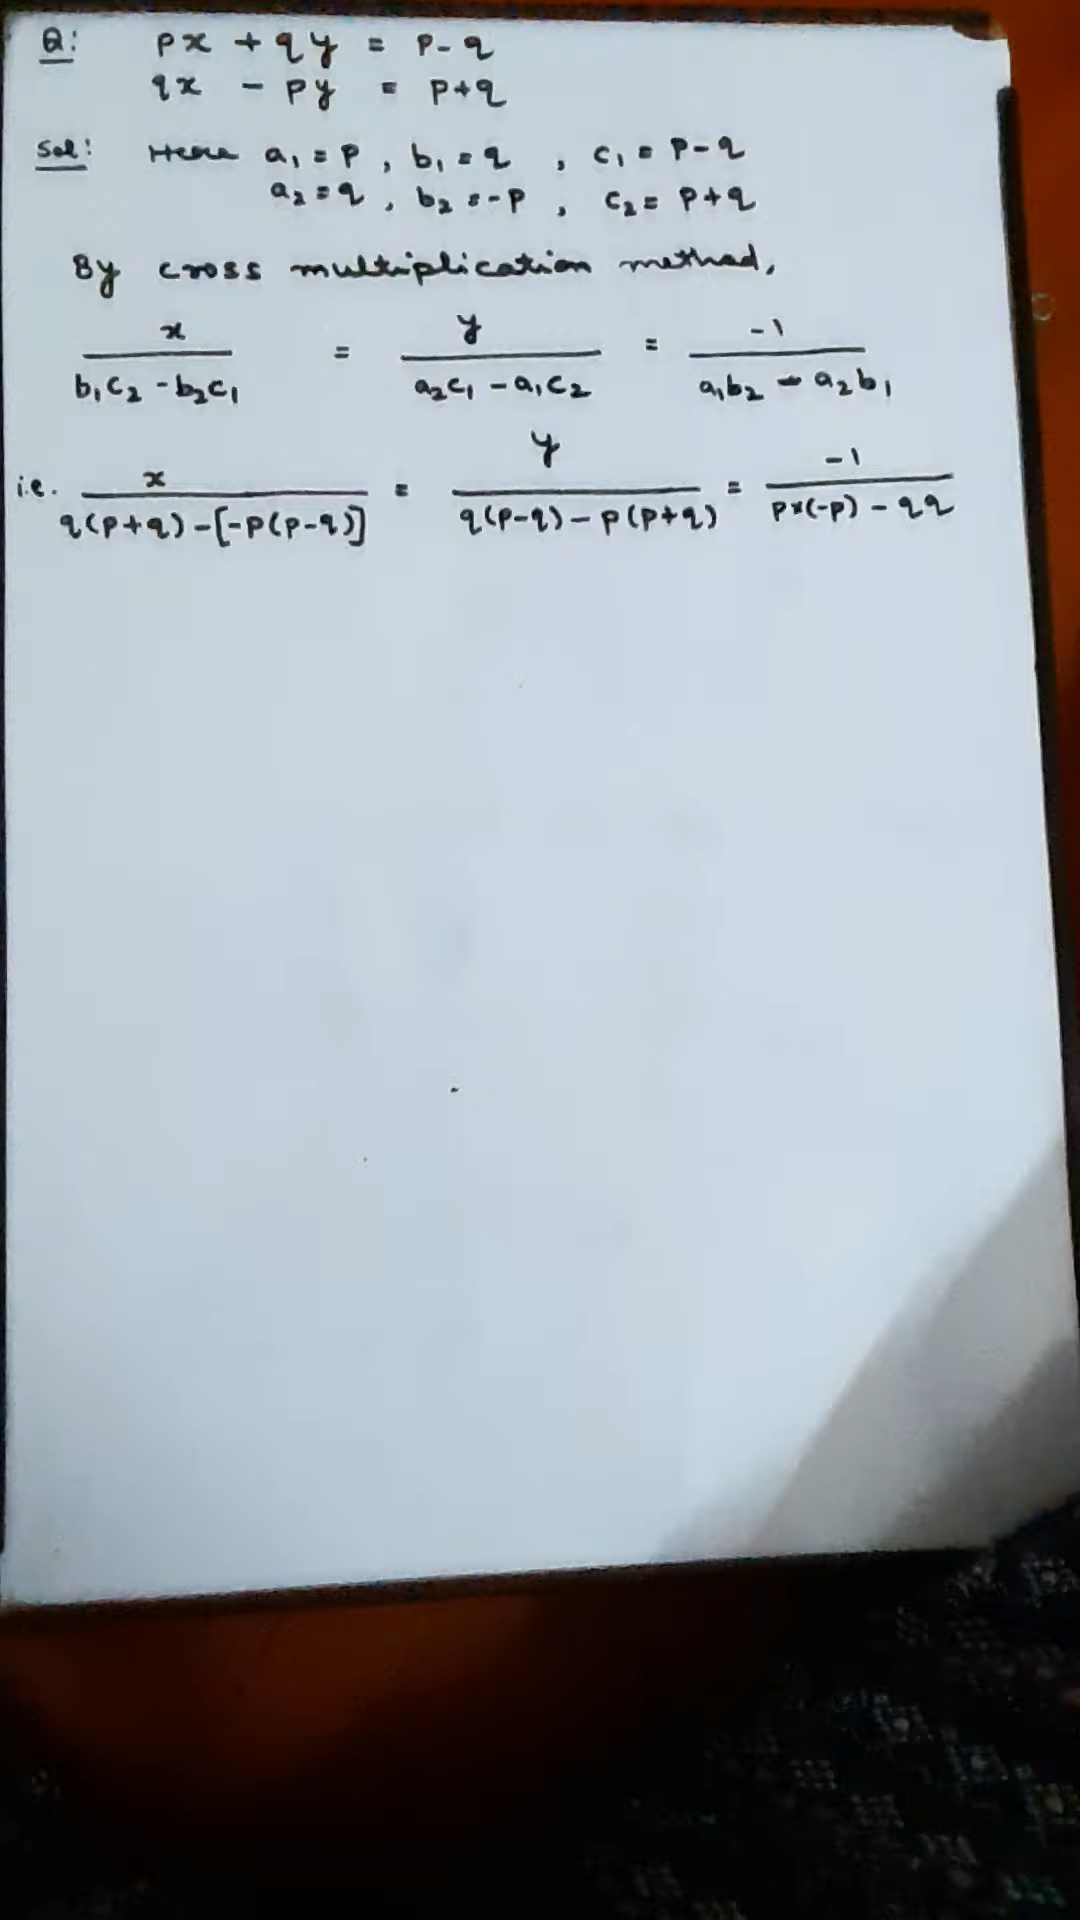 Q: px + qy = p - q
qx - py = p + q
Sol: Here a₁ = p, b₁ = q, c₁ = p - q
a₂ = q, b₂ = -p, c₂ = p + q
By cross multiplication method,
x/(b₁c₂ - b₂c₁) = y/(a₂c₁ - a₁c₂) = -1/(a₁b₂ - a₂b₁)
i.e. x/(q(p+q) - [-p(p-q)]) = y/(q(p-q) - p(p+q)) = -1/(p×(-p) - qq)